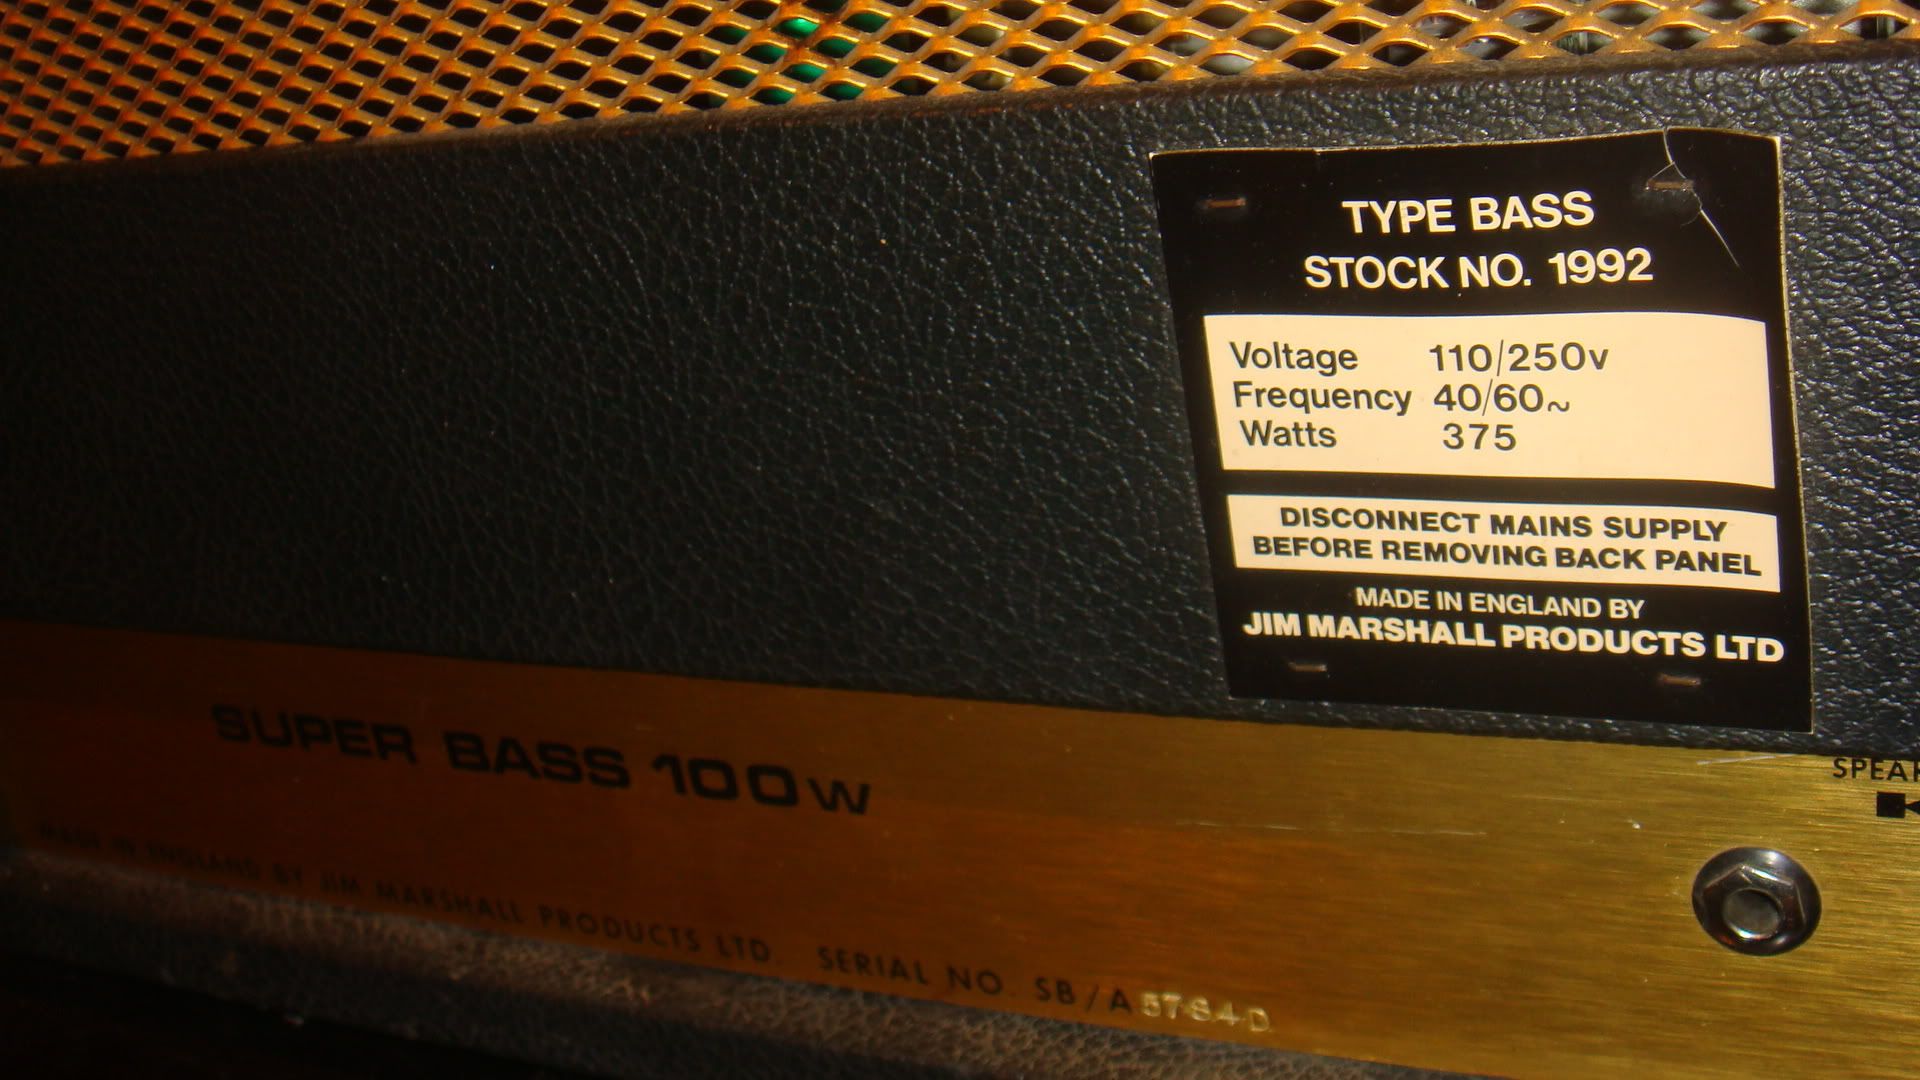 TYPE BASS
STOCK NO. 1992
Voltage 110/250v
Frequency 40/60~
Watts 375
DISCONNECT MAINS SUPPLY
BEFORE REMOVING BACK PANEL
MADE IN ENGLAND BY
JIM MARSHALL PRODUCTS LTD
SUPER BASS 100W
MADE IN ENGLAND BY JIM MARSHALL PRODUCTS LTD. SERIAL NO. SB/A 5784D